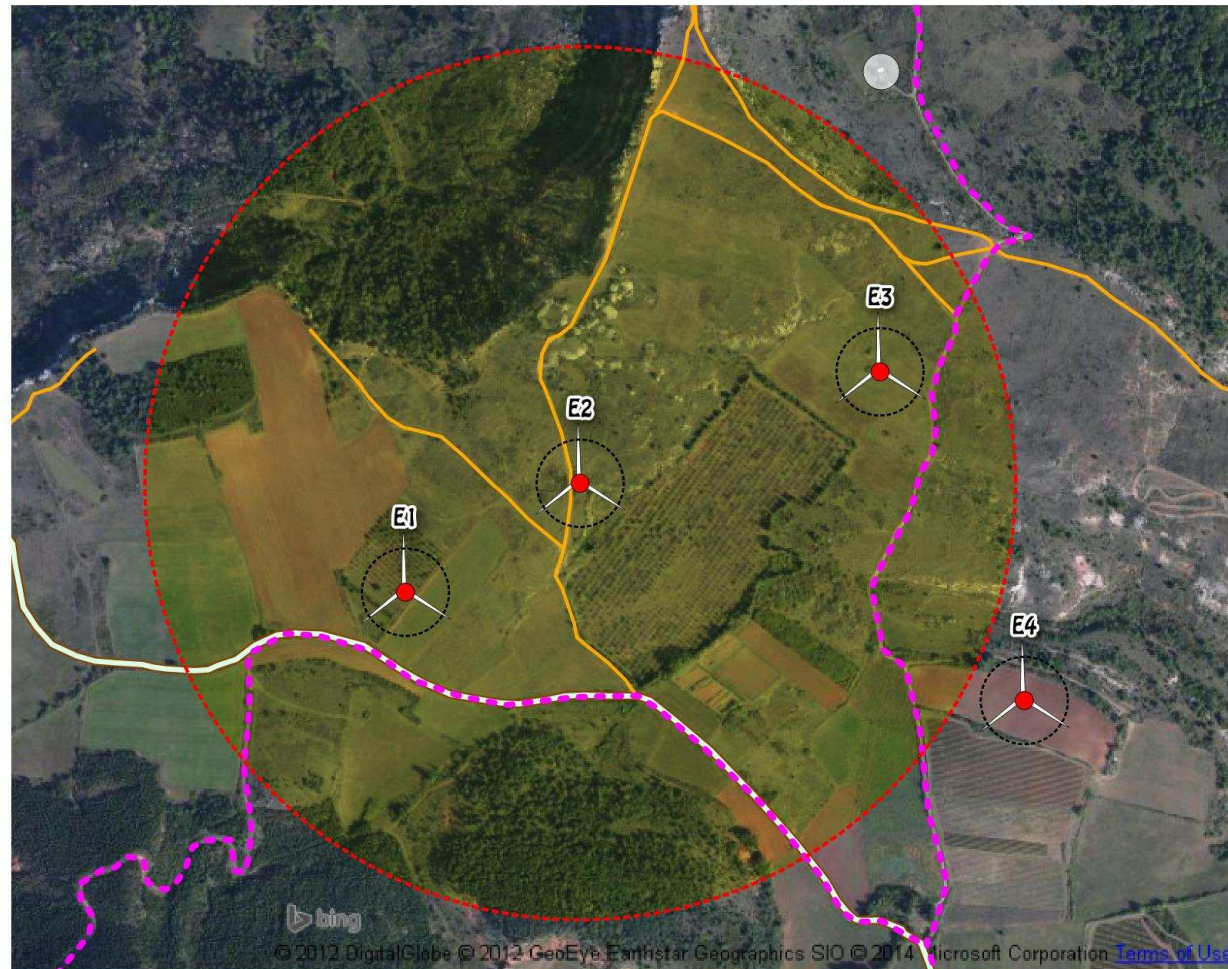 E3
E2
E1
E4
bing
© 2012 DigitalGlobe © 2012 GeoEye Earthstar Geographics SIO © 2014 Microsoft Corporation Terms of Use